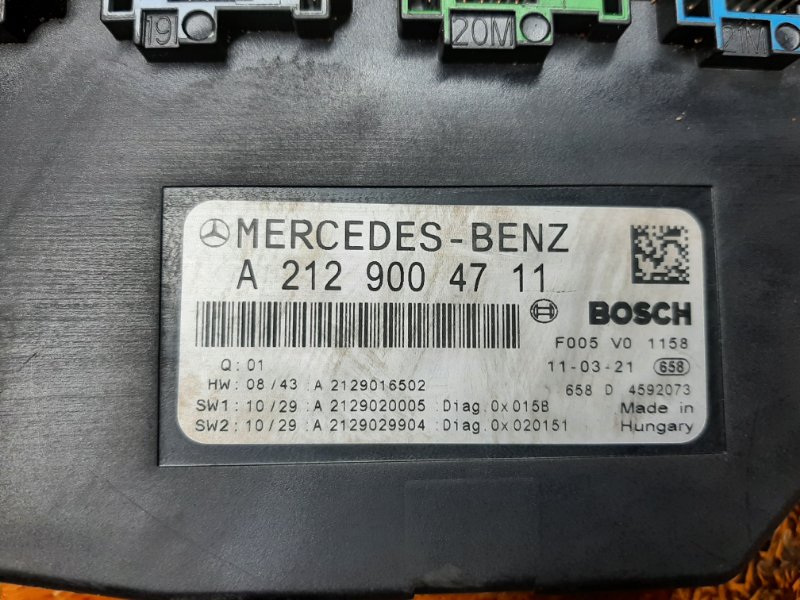 19 20M 21M
MERCEDES-BENZ
A 212 900 47 11
BOSCH
F005 V0 1158
Q: 01 11-03-21 658
HW: 08/43: A 2129016502 658 D 4592073
SW1: 10/29: A 2129020005 :Diag.0x015B Made in
SW2: 10/29: A 2129029904 :Diag.0x020151 Hungary